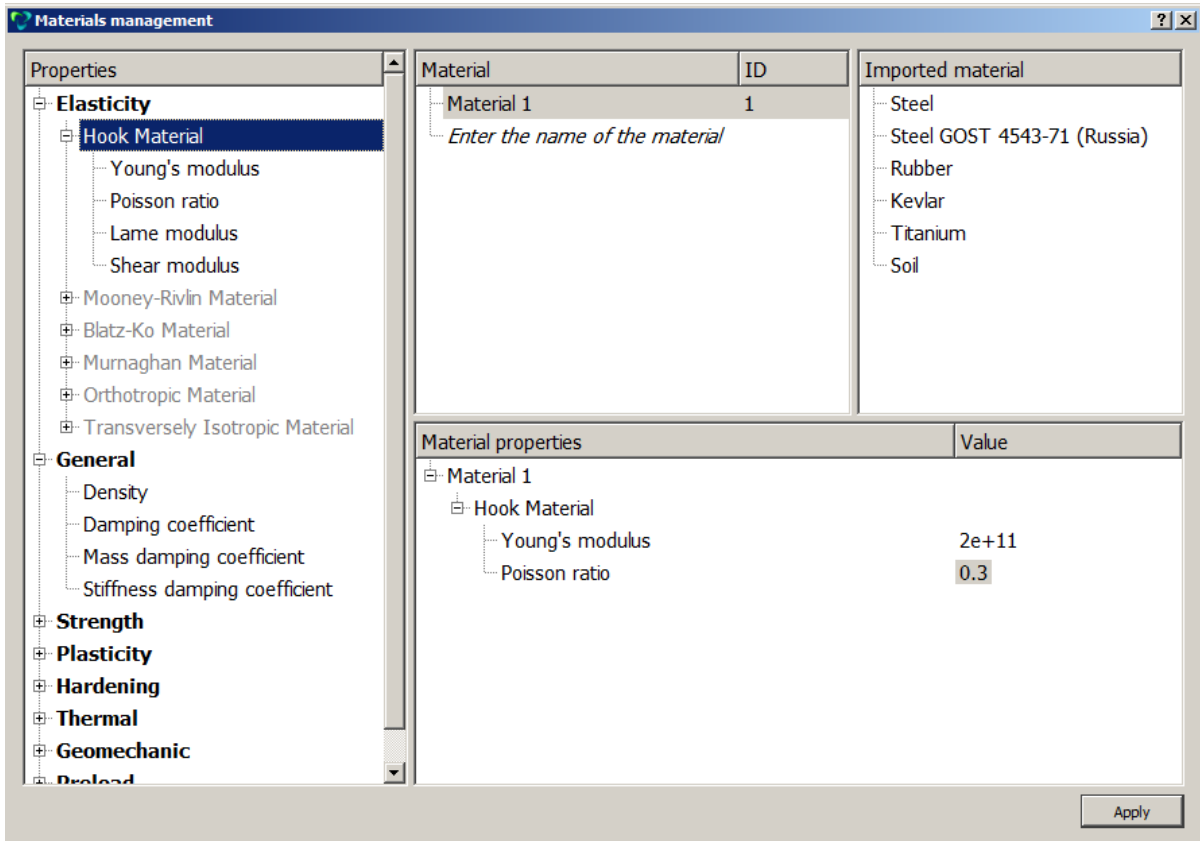 Materials management
Properties
Elasticity
Hook Material
Young's modulus
Poisson ratio
Lame modulus
Shear modulus
Mooney-Rivlin Material
Blatz-Ko Material
Murnaghan Material
Orthotropic Material
Transversely Isotropic Material
General
Density
Damping coefficient
Mass damping coefficient
Stiffness damping coefficient
Strength
Plasticity
Hardening
Thermal
Geomechanic
Preload
Material ID
Material 1 1
Enter the name of the material
Imported material
Steel
Steel GOST 4543-71 (Russia)
Rubber
Kevlar
Titanium
Soil
Material properties Value
Material 1
Hook Material
Young's modulus 2e+11
Poisson ratio 0.3
Apply